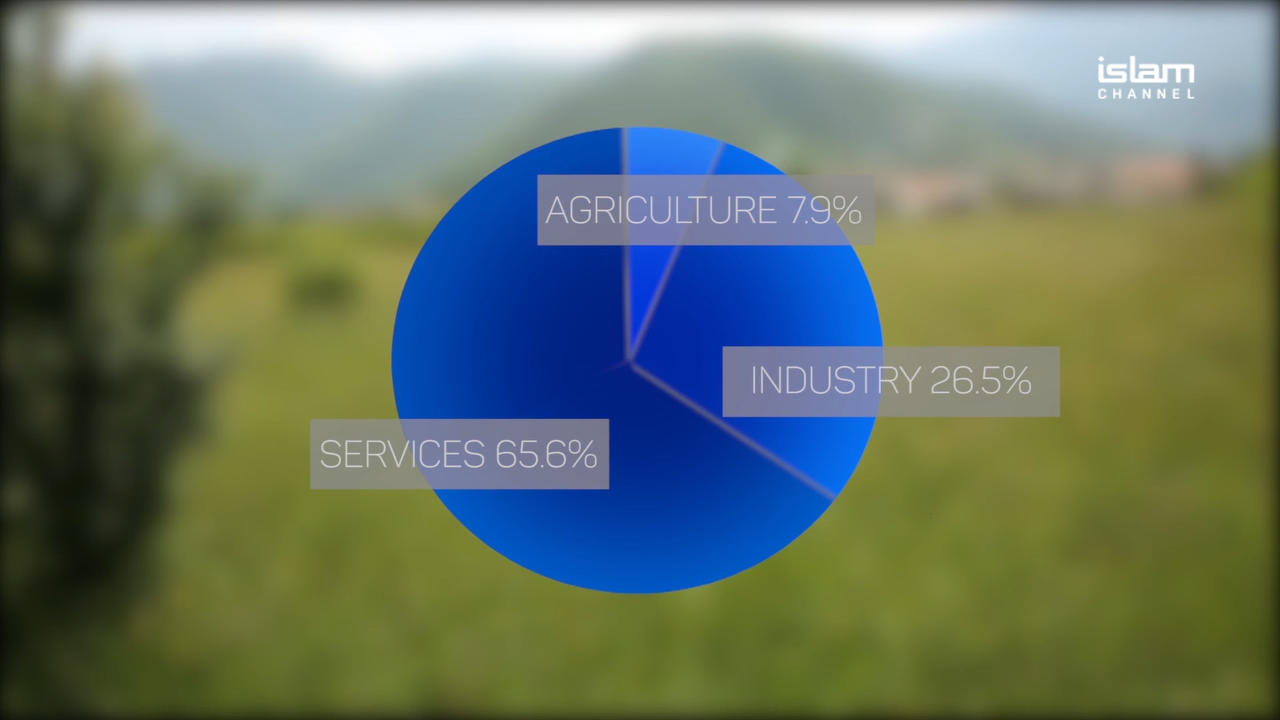 islam
CHANNEL
AGRICULTURE 7.9%
INDUSTRY 26.5%
SERVICES 65.6%